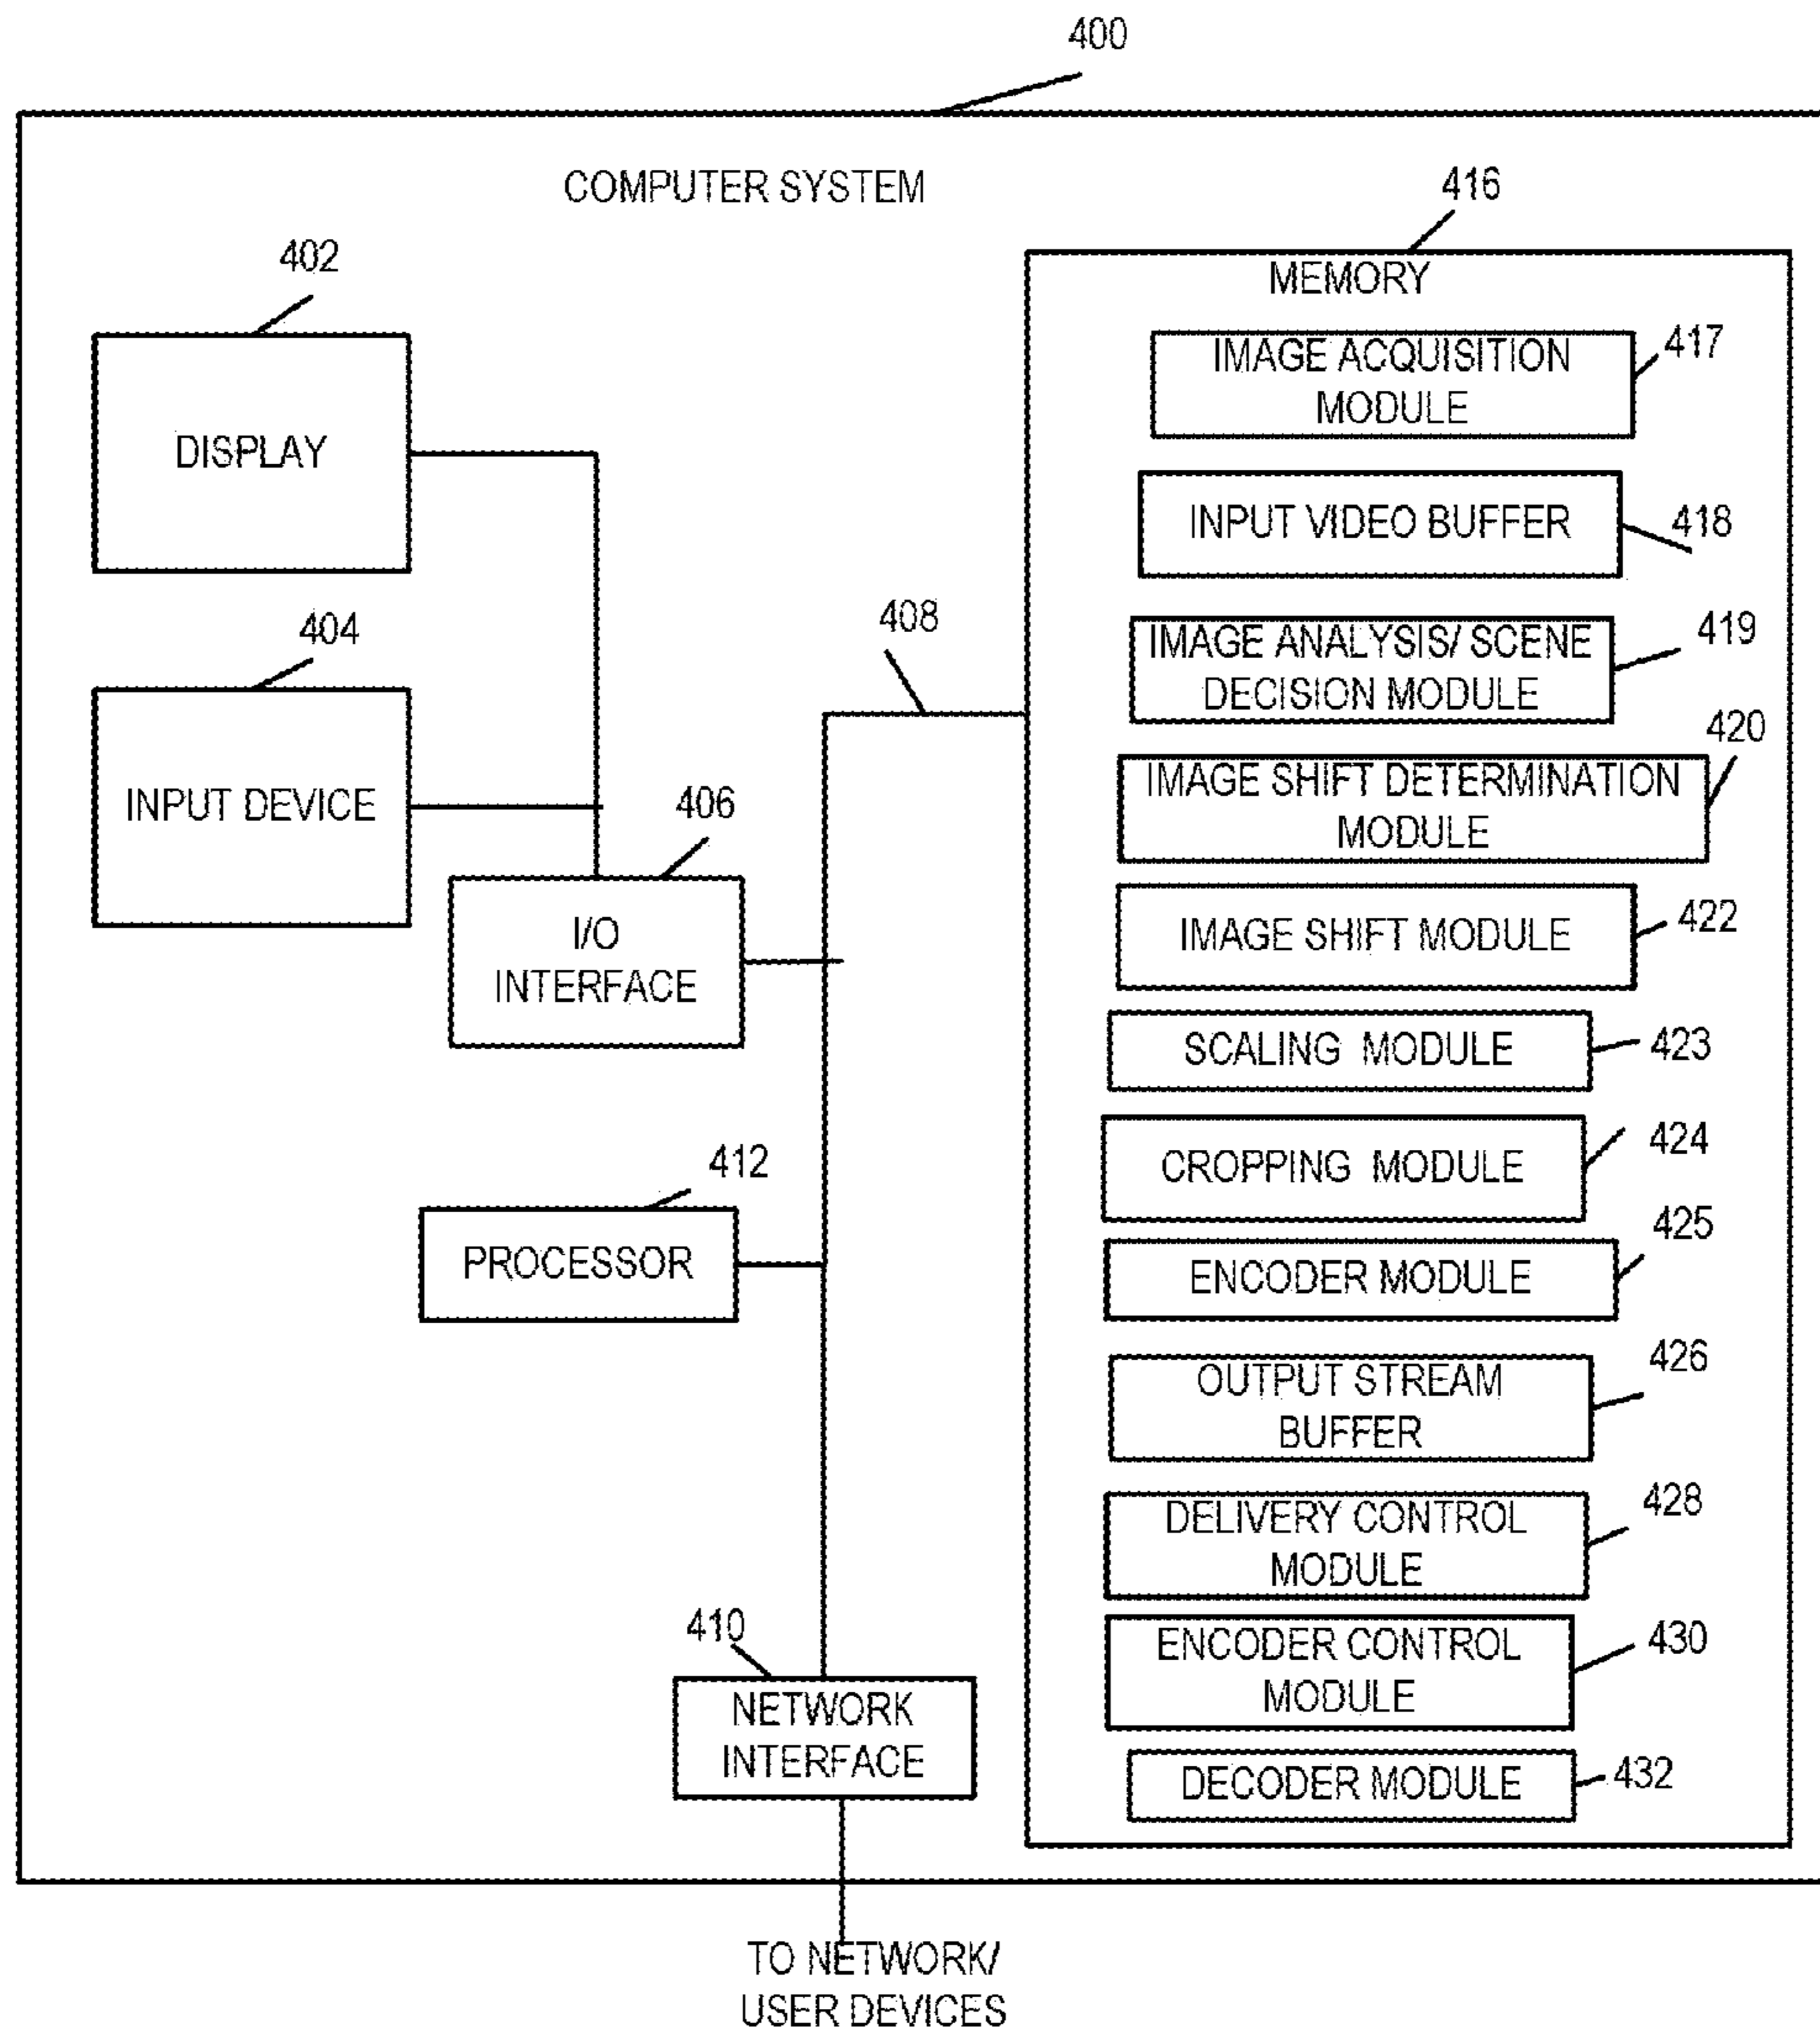 400
COMPUTER SYSTEM
402
DISPLAY
404
INPUT DEVICE
406
I/O
INTERFACE
408
412
PROCESSOR
410
NETWORK
INTERFACE
TO NETWORK/
USER DEVICES
416
MEMORY
IMAGE ACQUISITION
MODULE
417
INPUT VIDEO BUFFER
418
IMAGE ANALYSIS/ SCENE
DECISION MODULE
419
IMAGE SHIFT DETERMINATION
MODULE
420
IMAGE SHIFT MODULE
422
SCALING MODULE
423
CROPPING MODULE
424
ENCODER MODULE
425
OUTPUT STREAM
BUFFER
426
DELIVERY CONTROL
MODULE
428
ENCODER CONTROL
MODULE
430
DECODER MODULE
432